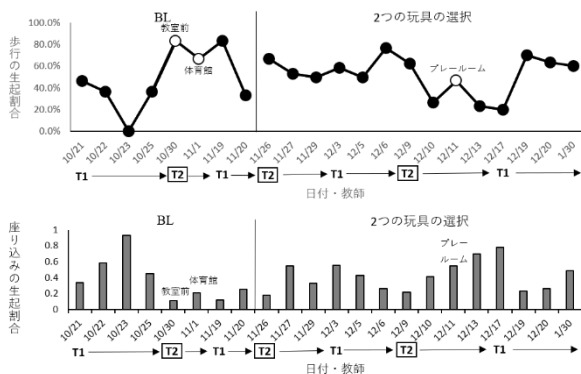 BL
2つの玩具の選択
歩行の生起割合
100.0%
80.0%
60.0%
40.0%
20.0%
0.0%
教室前
体育館
プレールーム
10/21 10/22 10/23 10/25 10/30 11/1 11/19 11/20 11/26 11/27 11/29 12/3 12/5 12/6 12/9 12/10 12/11 12/13 12/17 12/19 12/20 1/30
T1 T2 T1 T2 T1 T2 T1
日付・教師
BL
2つの玩具の選択
座り込みの生起割合
1
0.8
0.6
0.4
0.2
0
教室前
体育館
プレー
ルーム
10/21 10/22 10/23 10/25 10/30 11/1 11/19 11/20 11/26 11/27 11/29 12/3 12/5 12/6 12/9 12/10 12/11 12/13 12/17 12/19 12/20 1/30
T1 T2 T1 T2 T1 T2 T1
日付・教師